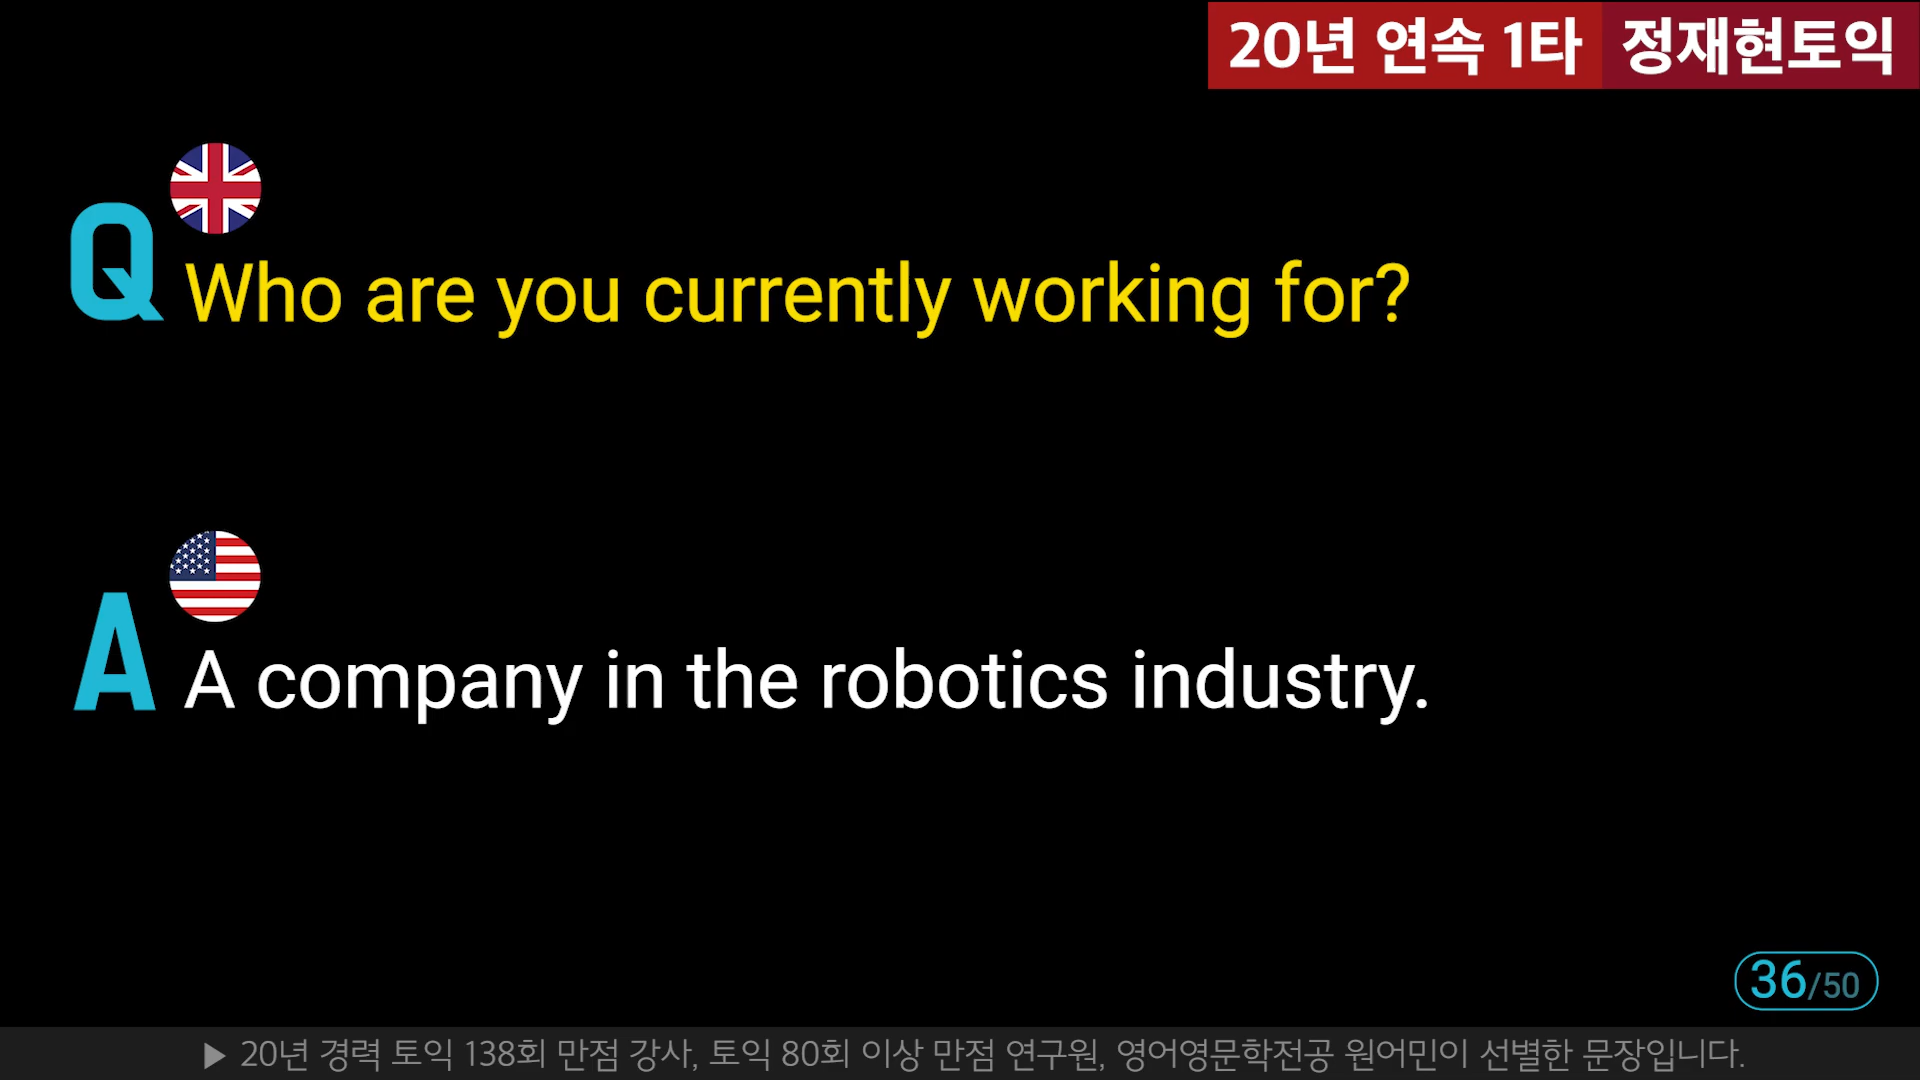 20년 연속 1타 정재현토익
Q Who are you currently working for?
A A company in the robotics industry.
36/50
▶ 20년 경력 토익 138회 만점 강사, 토익 80회 이상 만점 연구원, 영어영문학전공 원어민이 선별한 문장입니다.